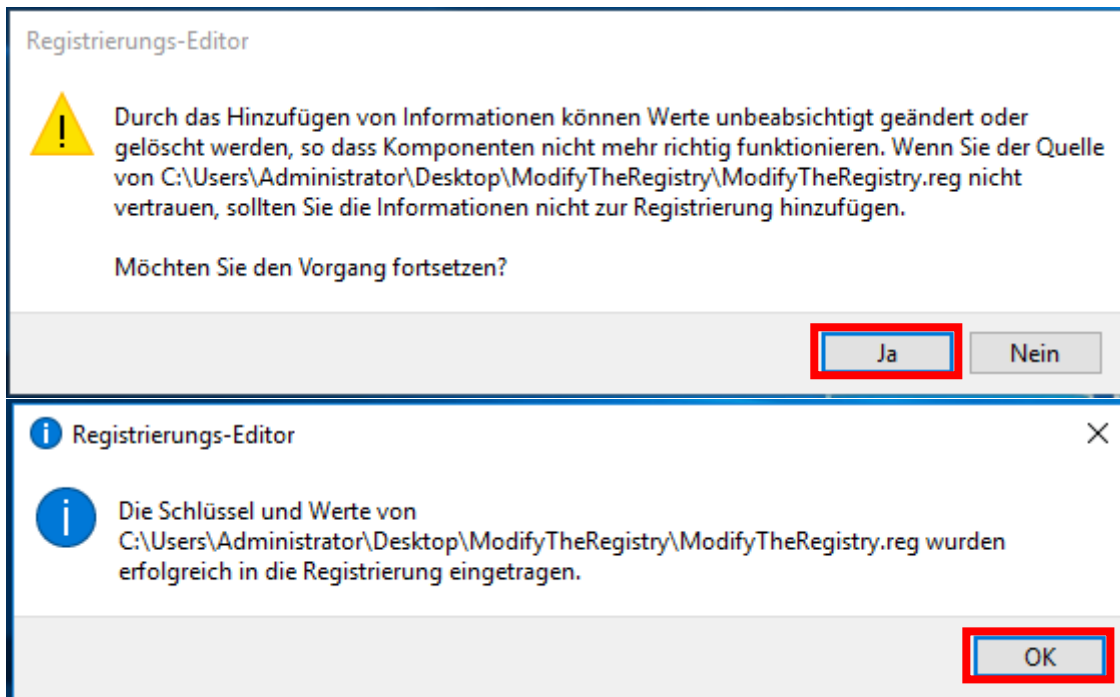 Registrierungs-Editor
Durch das Hinzufügen von Informationen können Werte unbeabsichtigt geändert oder
gelöscht werden, so dass Komponenten nicht mehr richtig funktionieren. Wenn Sie der Quelle
von C:\Users\Administrator\Desktop\ModifyTheRegistry\ModifyTheRegistry.reg nicht
vertrauen, sollten Sie die Informationen nicht zur Registrierung hinzufügen.
Möchten Sie den Vorgang fortsetzen?
Ja Nein
Registrierungs-Editor
Die Schlüssel und Werte von
C:\Users\Administrator\Desktop\ModifyTheRegistry\ModifyTheRegistry.reg wurden
erfolgreich in die Registrierung eingetragen.
OK